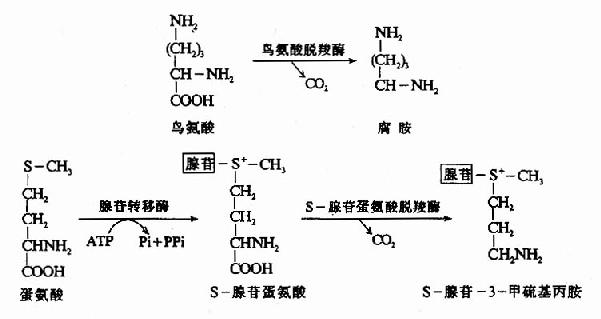 NH₂
(CH₂)₃
CH-NH₂
COOH
鸟氨酸
鸟氨酸脱羧酶
CO₂
NH₂
(CH₂)₃
CH-NH₂
腐胺
S-CH₃
CH₂
CH₂
CHNH₂
COOH
蛋氨酸
腺苷转移酶
ATP Pi+PPi
腺苷-S⁺-CH₃
CH₂
CH₂
CHNH₂
COOH
S-腺苷蛋氨酸
S-腺苷蛋氨酸脱羧酶
CO₂
腺苷-S⁺-CH₃
CH₂
CH₂
CH₂NH₂
S-腺苷-3-甲硫基丙胺